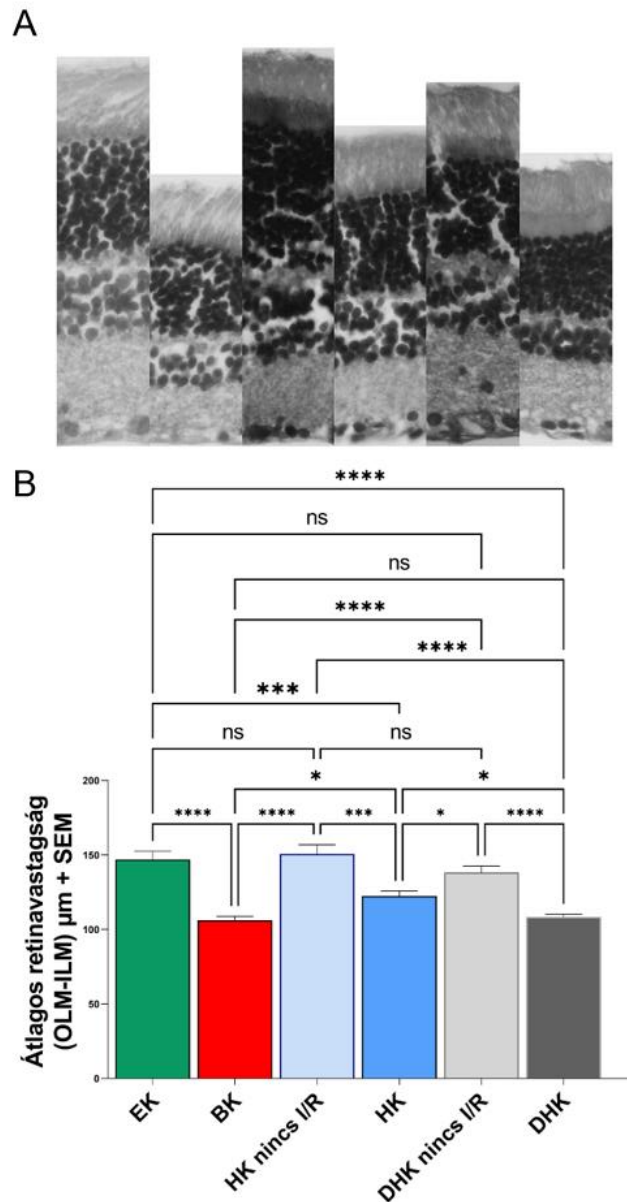 A
B
****
ns
ns
****
****
***
ns
ns
*
*
****
****
***
*
****
200
150
100
50
0
Átlagos retinavastagság
(OLM-ILM) µm + SEM
EK
BK
HK nincs I/R
HK
DHK nincs I/R
DHK